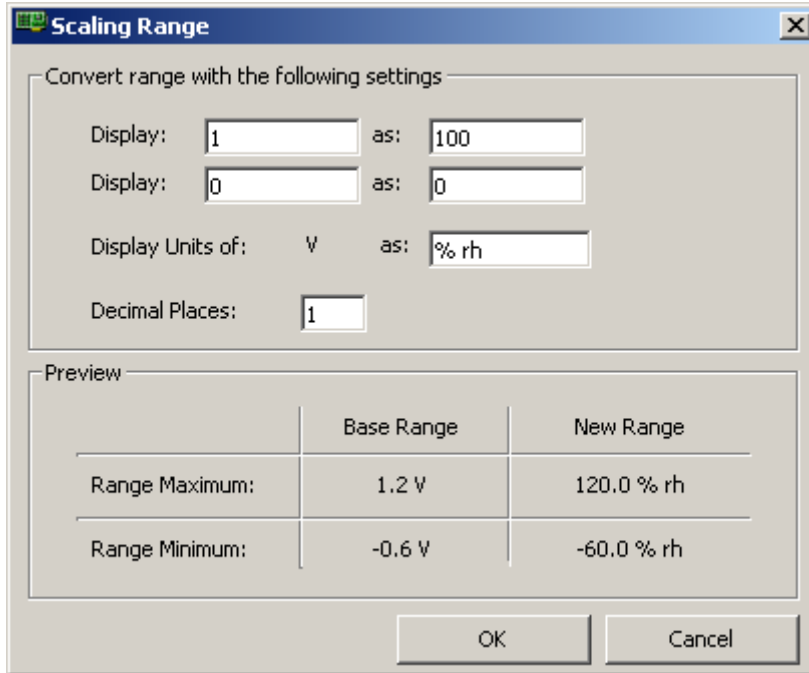 Scaling Range
Convert range with the following settings
Display: 1 as: 100
Display: 0 as: 0
Display Units of: V as: % rh
Decimal Places: 1
Preview
Base Range New Range
Range Maximum: 1.2 V 120.0 % rh
Range Minimum: -0.6 V -60.0 % rh
OK Cancel